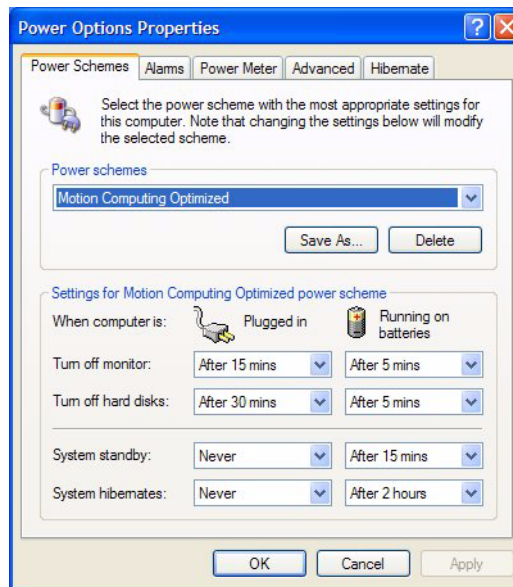 Power Options Properties
Power Schemes Alarms Power Meter Advanced Hibernate
Select the power scheme with the most appropriate settings for
this computer. Note that changing the settings below will modify
the selected scheme.
Power schemes
Motion Computing Optimized
Save As... Delete
Settings for Motion Computing Optimized power scheme
When computer is: Plugged in Running on
batteries
Turn off monitor: After 15 mins After 5 mins
Turn off hard disks: After 30 mins After 5 mins
System standby: Never After 15 mins
System hibernates: Never After 2 hours
OK Cancel Apply